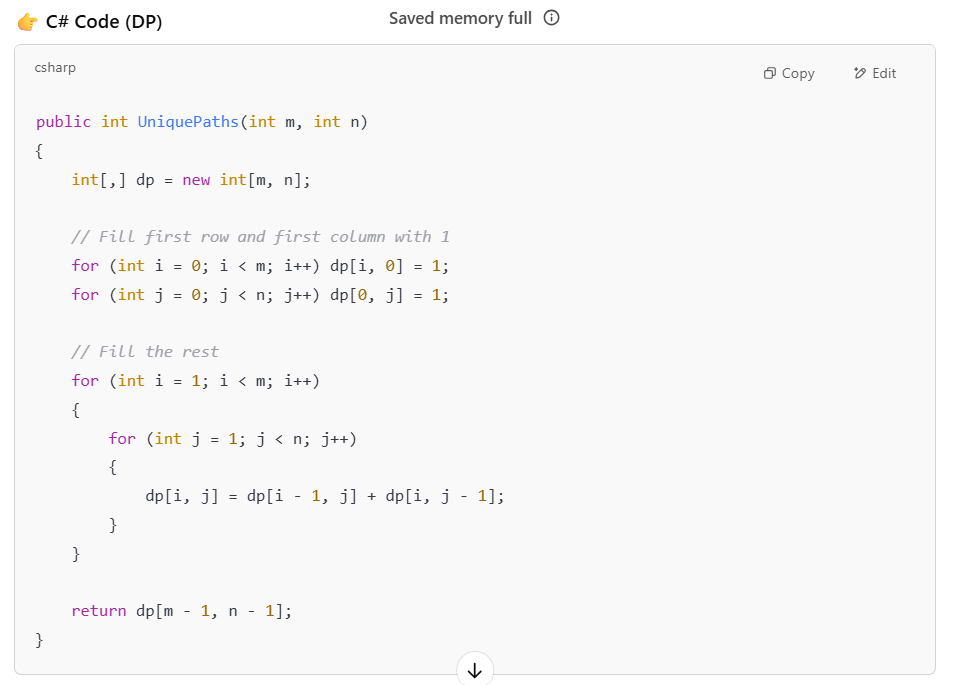 👉 C# Code (DP)
Saved memory full
csharp
Copy
Edit
public int UniquePaths(int m, int n)
{
    int[,] dp = new int[m, n];

    // Fill first row and first column with 1
    for (int i = 0; i < m; i++) dp[i, 0] = 1;
    for (int j = 0; j < n; j++) dp[0, j] = 1;

    // Fill the rest
    for (int i = 1; i < m; i++)
    {
        for (int j = 1; j < n; j++)
        {
            dp[i, j] = dp[i - 1, j] + dp[i, j - 1];
        }
    }

    return dp[m - 1, n - 1];
}